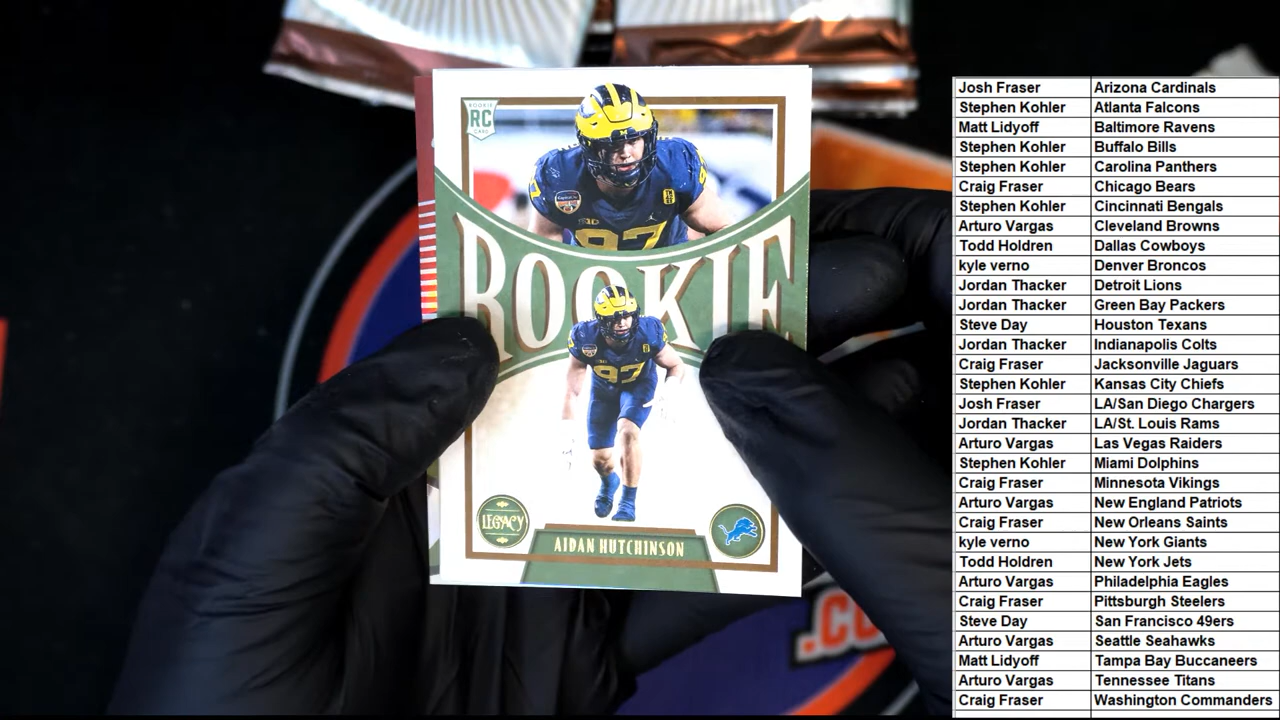 ROOKIE
RC
CARD
97
ROOKIE
97
LEGACY
AIDAN HUTCHINSON
.CO
Josh Fraser Arizona Cardinals
Stephen Kohler Atlanta Falcons
Matt Lidyoff Baltimore Ravens
Stephen Kohler Buffalo Bills
Stephen Kohler Carolina Panthers
Craig Fraser Chicago Bears
Stephen Kohler Cincinnati Bengals
Arturo Vargas Cleveland Browns
Todd Holdren Dallas Cowboys
kyle verno Denver Broncos
Jordan Thacker Detroit Lions
Jordan Thacker Green Bay Packers
Steve Day Houston Texans
Jordan Thacker Indianapolis Colts
Craig Fraser Jacksonville Jaguars
Stephen Kohler Kansas City Chiefs
Josh Fraser LA/San Diego Chargers
Jordan Thacker LA/St. Louis Rams
Arturo Vargas Las Vegas Raiders
Stephen Kohler Miami Dolphins
Craig Fraser Minnesota Vikings
Arturo Vargas New England Patriots
Craig Fraser New Orleans Saints
kyle verno New York Giants
Todd Holdren New York Jets
Arturo Vargas Philadelphia Eagles
Craig Fraser Pittsburgh Steelers
Steve Day San Francisco 49ers
Arturo Vargas Seattle Seahawks
Matt Lidyoff Tampa Bay Buccaneers
Arturo Vargas Tennessee Titans
Craig Fraser Washington Commanders